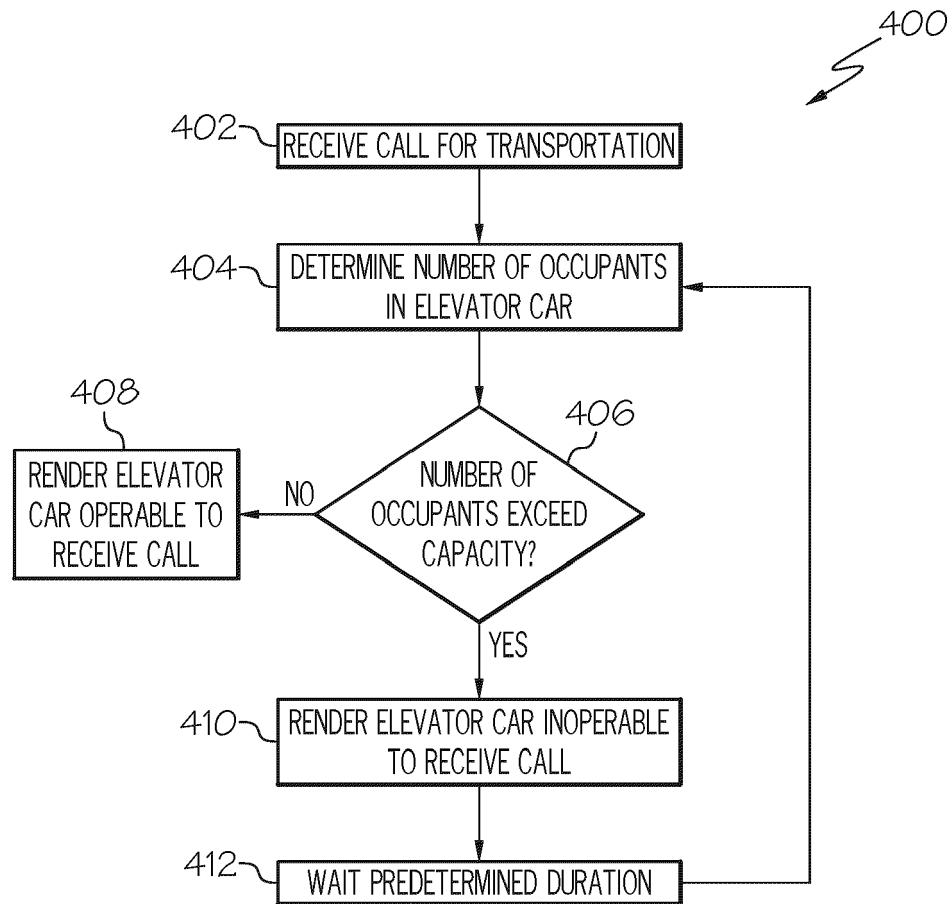 400
402
RECEIVE CALL FOR TRANSPORTATION
404
DETERMINE NUMBER OF OCCUPANTS
IN ELEVATOR CAR
408
406
RENDER ELEVATOR
CAR OPERABLE TO
RECEIVE CALL
NO
NUMBER OF
OCCUPANTS EXCEED
CAPACITY?
YES
410
RENDER ELEVATOR CAR INOPERABLE
TO RECEIVE CALL
412
WAIT PREDETERMINED DURATION